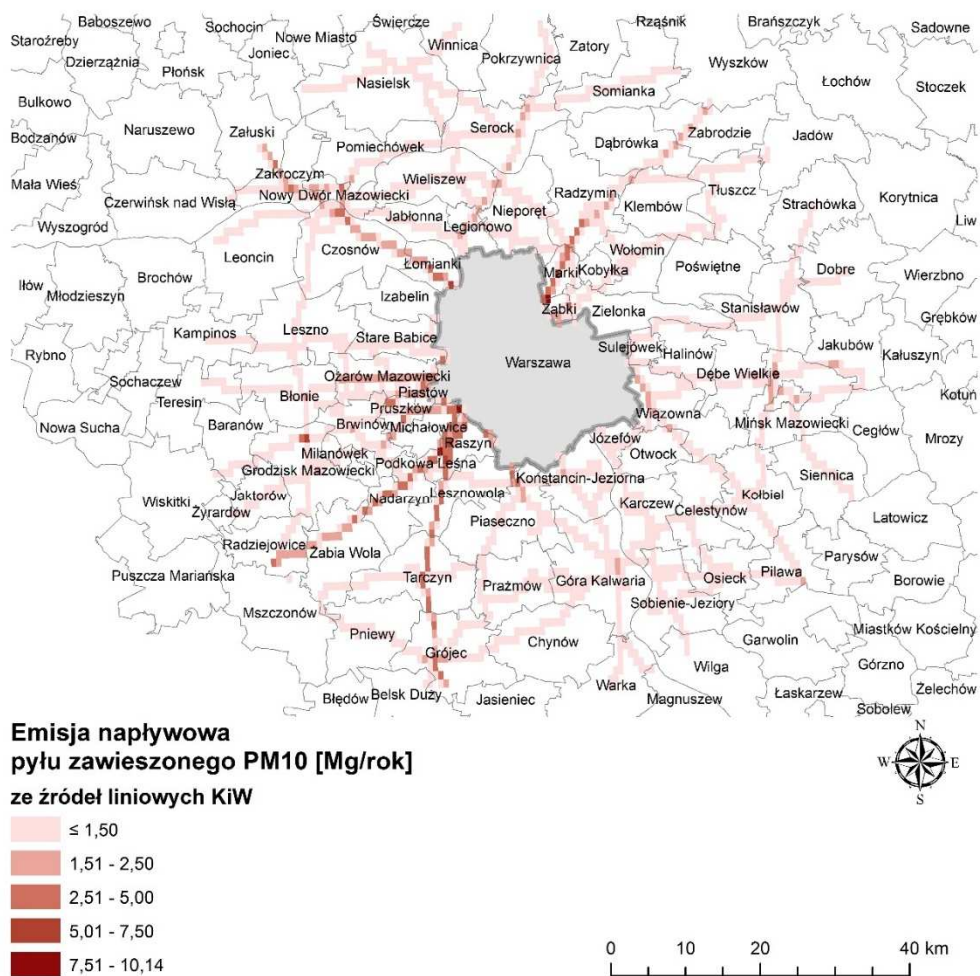 Baboszewo
Sochocin
Świercze
Rząśnik
Brańszczyk
Sadowne
Staroźreby
Nowe Miasto
Winnica
Zatory
Dzierzążnia
Joniec
Pokrzywnica
Wyszków
Płońsk
Łochów
Stoczek
Nasielsk
Somianka
Bulkowo
Naruszewo
Załuski
Serock
Bodzanów
Dąbrówka
Zabrodzie
Jadów
Pomiechówek
Zakroczym
Wieliszew
Radzymin
Tłuszcz
Mała Wieś
Nowy Dwór Mazowiecki
Korytnica
Czerwińsk nad Wisłą
Nieporęt
Klembów
Strachówka
Jabłonna
Legionowo
Liw
Wyszogród
Czosnów
Wołomin
Leoncin
Łomianki
Marki
Kobyłka
Poświętne
Dobre
Wierzbno
Brochów
Iłów
Młodzieszyn
Izabelin
Ząbki
Zielonka
Stanisławów
Grębków
Kampinos
Leszno
Stare Babice
Sulejówek
Jakubów
Rybno
Warszawa
Halinów
Kałuszyn
Ożarów Mazowiecki
Dębe Wielkie
Sochaczew
Piastów
Kotuń
Teresin
Błonie
Pruszków
Wiązowna
Nowa Sucha
Baranów
Brwinów
Michałowice
Mińsk Mazowiecki
Cegłów
Raszyn
Józefów
Mrozy
Milanówek
Otwock
Grodzisk Mazowiecki
Podkowa Leśna
Konstancin-Jeziorna
Siennica
Wiskitki
Jaktorów
Nadarzyn
Lesznowola
Karczew
Kołbiel
Żyrardów
Celestynów
Latowicz
Piaseczno
Radziejowice
Żabia Wola
Parysów
Puszcza Mariańska
Tarczyn
Prażmów
Góra Kalwaria
Osieck
Pilawa
Borowie
Mszczonów
Sobienie-Jeziory
Pniewy
Chynów
Garwolin
Miastków Kościelny
Grójec
Wilga
Górzno
Błędów
Belsk Duży
Jasieniec
Warka
Magnuszew
Łaskarzew
Żelechów
Sobolew
Emisja napływowa
pyłu zawieszonego PM10 [Mg/rok]
ze źródeł liniowych KiW
≤ 1,50
1,51 - 2,50
2,51 - 5,00
5,01 - 7,50
7,51 - 10,14
N
W
E
S
0 10 20 40 km